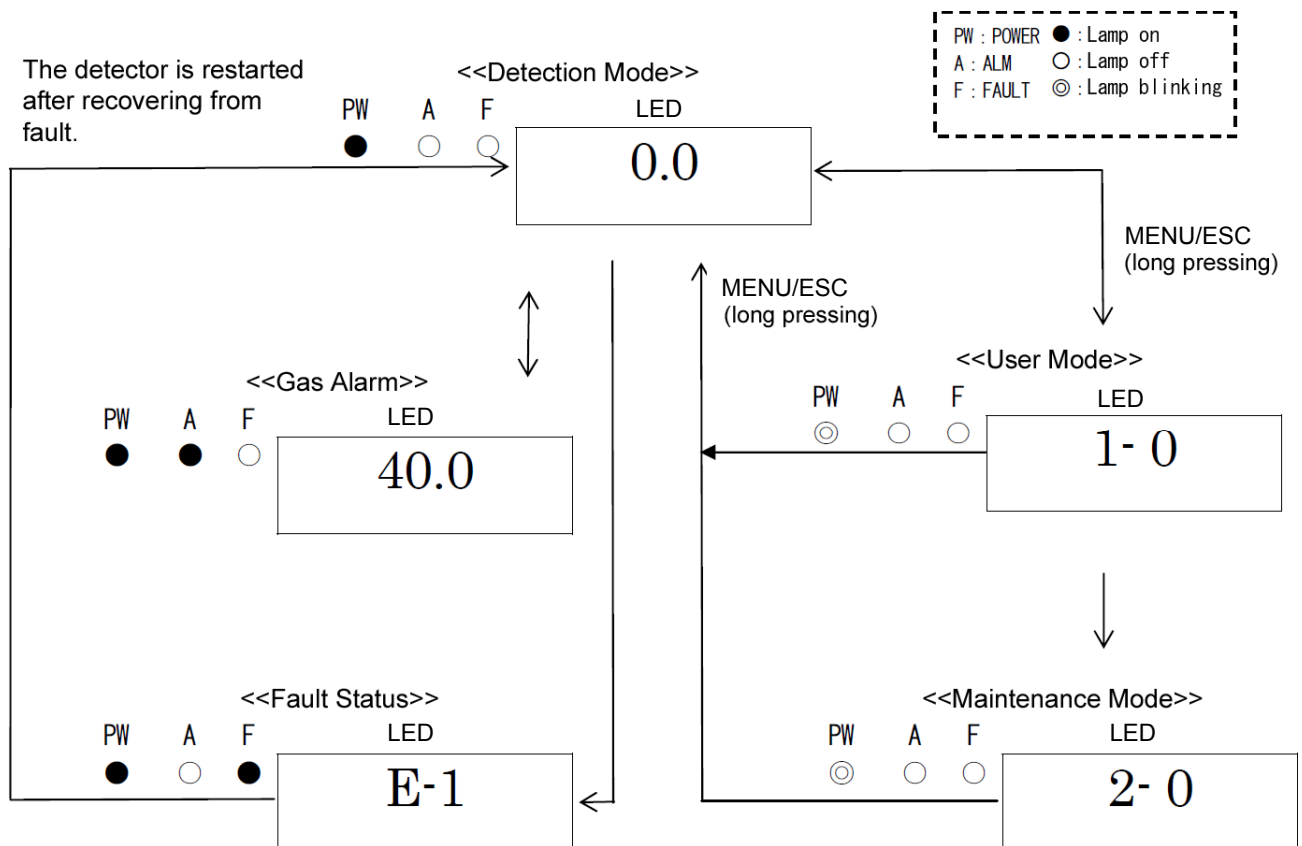 PW : POWER ● : Lamp on
A : ALM ○ : Lamp off
F : FAULT ◎ : Lamp blinking
The detector is restarted
after recovering from
fault.
<<Detection Mode>>
PW A F LED
● ○ ○
0.0
MENU/ESC
(long pressing)
MENU/ESC
(long pressing)
<<Gas Alarm>>
PW A F LED
● ● ○
40.0
<<User Mode>>
PW A F LED
◎ ○ ○
1- 0
<<Fault Status>>
PW A F LED
● ○ ●
E-1
<<Maintenance Mode>>
PW A F LED
◎ ○ ○
2- 0